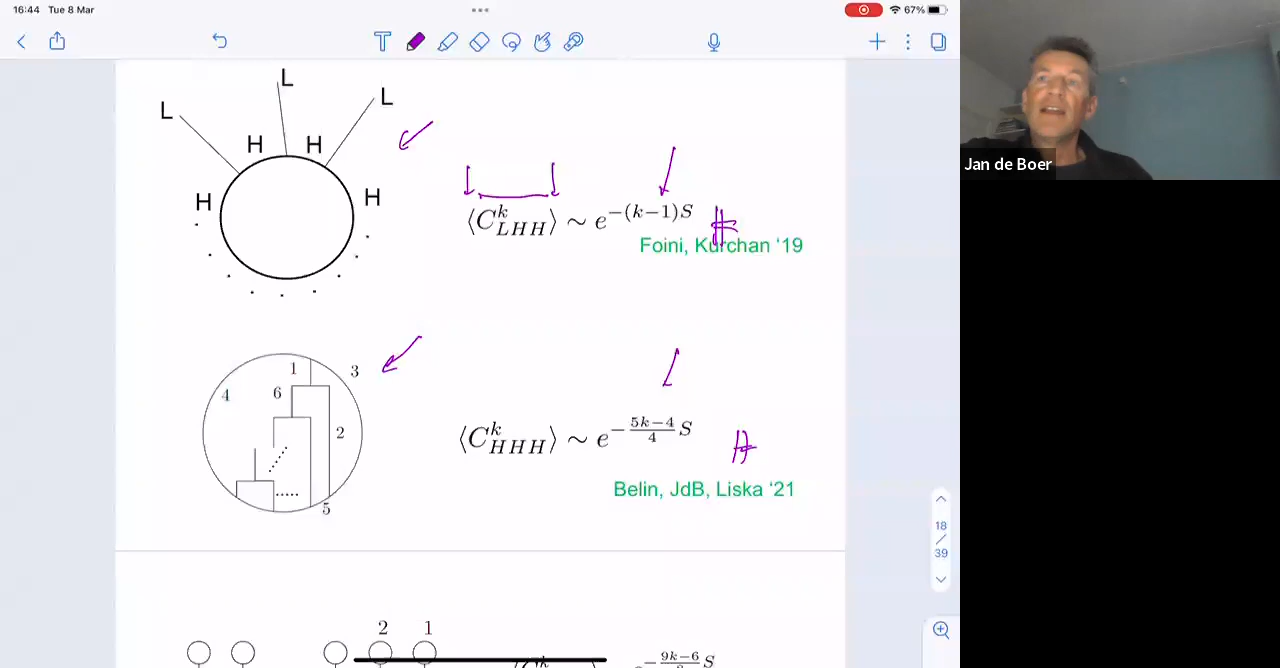 16:44 Tue 8 Mar
67%
T
L
L
L
H H
H H
⟨C^k_{LHH}⟩ ∼ e^{-(k-1)S}
Foini, Kurchan ‘19
Jan de Boer
1 3
4 6
2
5
⟨C^k_{HHH}⟩ ∼ e^{-\frac{5k-4}{4}S}
Belin, JdB, Liska ‘21
18
/
39
2 1